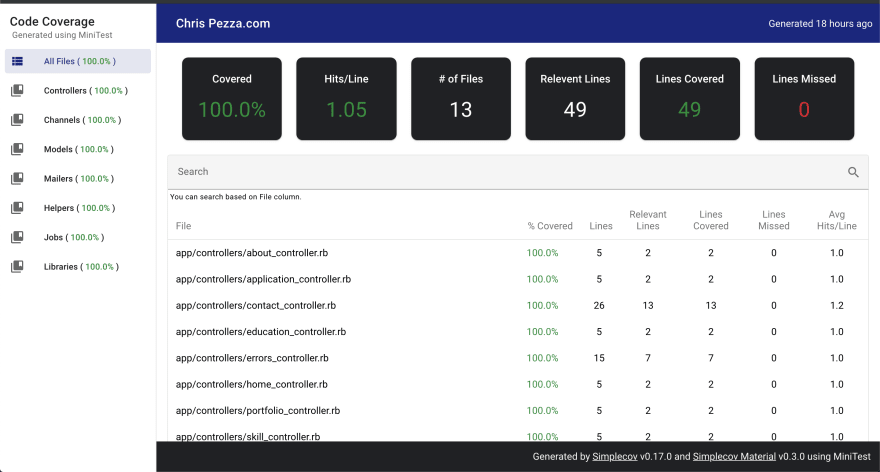 Code Coverage
Generated using MiniTest
All Files ( 100.0% )
Controllers ( 100.0% )
Channels ( 100.0% )
Models ( 100.0% )
Mailers ( 100.0% )
Helpers ( 100.0% )
Jobs ( 100.0% )
Libraries ( 100.0% )
Chris Pezza.com
Generated 18 hours ago
Covered
100.0%
Hits/Line
1.05
# of Files
13
Relevent Lines
49
Lines Covered
49
Lines Missed
0
Search
You can search based on File column.
File % Covered Lines Relevant Lines Lines Covered Lines Missed Avg Hits/Line
app/controllers/about_controller.rb 100.0% 5 2 2 0 1.0
app/controllers/application_controller.rb 100.0% 5 2 2 0 1.0
app/controllers/contact_controller.rb 100.0% 26 13 13 0 1.2
app/controllers/education_controller.rb 100.0% 5 2 2 0 1.0
app/controllers/errors_controller.rb 100.0% 15 7 7 0 1.0
app/controllers/home_controller.rb 100.0% 5 2 2 0 1.0
app/controllers/portfolio_controller.rb 100.0% 5 2 2 0 1.0
app/controllers/skill_controller.rb 100.0% 5 2 2 0 1.0
Generated by Simplecov v0.17.0 and Simplecov Material v0.3.0 using MiniTest